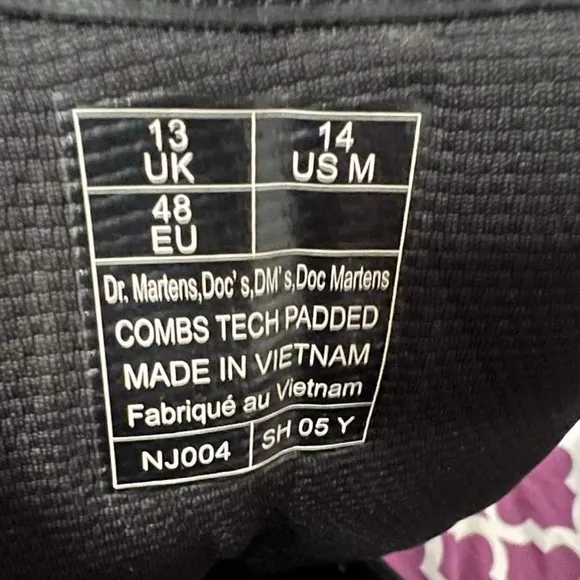 13
UK
14
US M
48
EU
Dr. Martens,Doc's,DM's,Doc Martens
COMBS TECH PADDED
MADE IN VIETNAM
Fabriqué au Vietnam
NJ004
SH 05 Y